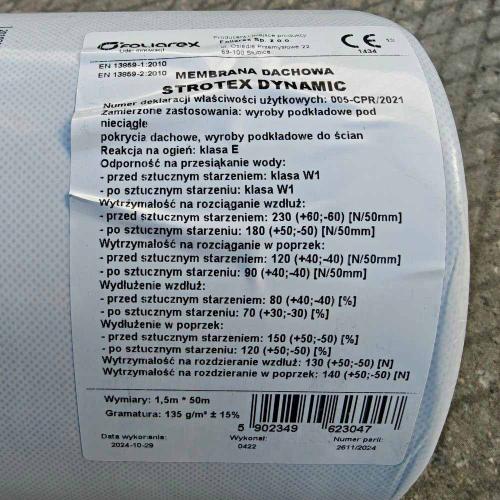 Foliarex
Lider innowacji
Producent/miejsce produkcji
Foliarex Sp. z o.o.
ul. Osiedle Przemysłowe 22
69-100 Słubice
CE
1434
EN 13859-1:2010
EN 13859-2:2010
MEMBRANA DACHOWA
STROTEX DYNAMIC
Numer deklaracji właściwości użytkowych: 005-CPR/2021
Zamierzone zastosowania: wyroby podkładowe pod
nieciągłe
pokrycia dachowe, wyroby podkładowe do ścian
Reakcja na ogień: klasa E
Odporność na przesiąkanie wody:
- przed sztucznym starzeniem: klasa W1
- po sztucznym starzeniu: klasa W1
Wytrzymałość na rozciąganie wzdłuż:
- przed sztucznym starzeniem: 230 (+60;-60) [N/50mm]
- po sztucznym starzeniu: 180 (+50;-50) [N/50mm]
Wytrzymałość na rozciąganie w poprzek:
- przed sztucznym starzeniem: 120 (+40;-40) [N/50mm]
- po sztucznym starzeniu: 90 (+40;-40) [N/50mm]
Wydłużenie wzdłuż:
- przed sztucznym starzeniem: 80 (+40;-40) [%]
- po sztucznym starzeniu: 70 (+30;-30) [%]
Wydłużenie w poprzek:
- przed sztucznym starzeniem: 150 (+50;-50) [%]
- po sztucznym starzeniu: 120 (+50;-50) [%]
Wytrzymałość na rozdzieranie wzdłuż: 130 (+50;-50) [N]
Wytrzymałość na rozdzieranie w poprzek: 140 (+50;-50) [N]
Wymiary: 1,5m * 50m
Gramatura: 135 g/m² ± 15%
5 902349 623047
Data wykonania: Wykonał: Numer partii:
2024-10-29 0422 2611/2024